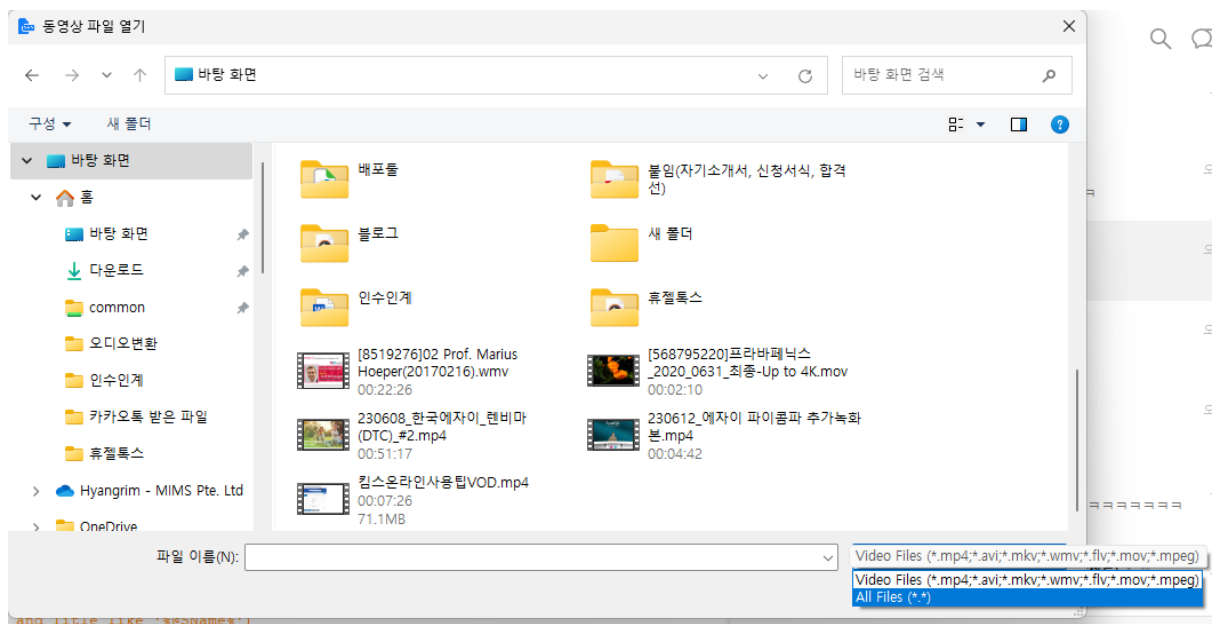 동영상 파일 열기
바탕 화면
바탕 화면 검색
구성
새 폴더
바탕 화면
홈
바탕 화면
다운로드
common
오디오변환
인수인계
카카오톡 받은 파일
휴젤톡스
Hyangrim - MIMS Pte. Ltd
OneDrive
배포툴
붙임(자기소개서, 신청서식, 합격
선)
블로그
새 폴더
인수인계
휴젤톡스
[8519276]02 Prof. Marius
Hoeper(20170216).wmv
00:22:26
[568795220]프라바페닉스
_2020_0631_최종-Up to 4K.mov
00:02:10
230608_한국에자이_렌비마
(DTC)_#2.mp4
00:51:17
230612_에자이 파이콤파 추가녹화
본.mp4
00:04:42
킴스온라인사용팁VOD.mp4
00:07:26
71.1MB
파일 이름(N):
Video Files (*.mp4;*.avi;*.mkv;*.wmv;*.flv;*.mov;*.mpeg)
Video Files (*.mp4;*.avi;*.mkv;*.wmv;*.flv;*.mov;*.mpeg)
All Files (*.*)
ㅋ
ㅋㅋㅋㅋㅋㅋㅋ